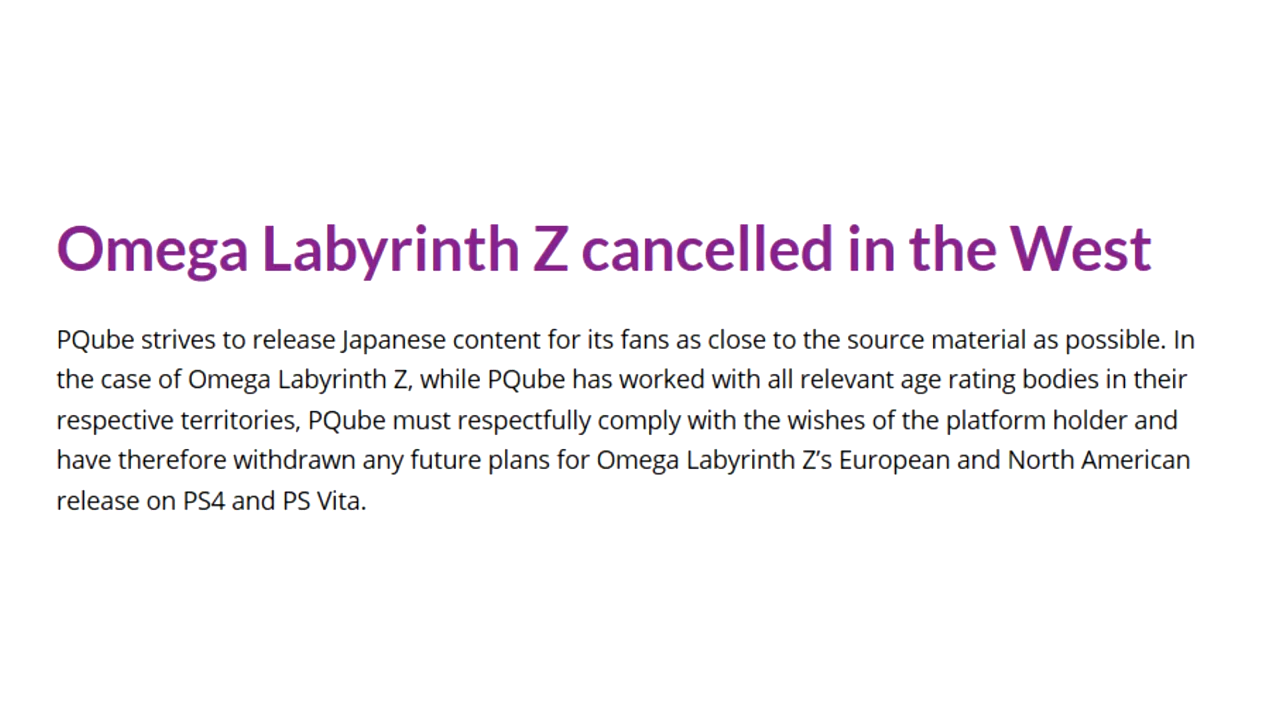 Omega Labyrinth Z cancelled in the West
PQube strives to release Japanese content for its fans as close to the source material as possible. In
the case of Omega Labyrinth Z, while PQube has worked with all relevant age rating bodies in their
respective territories, PQube must respectfully comply with the wishes of the platform holder and
have therefore withdrawn any future plans for Omega Labyrinth Z’s European and North American
release on PS4 and PS Vita.